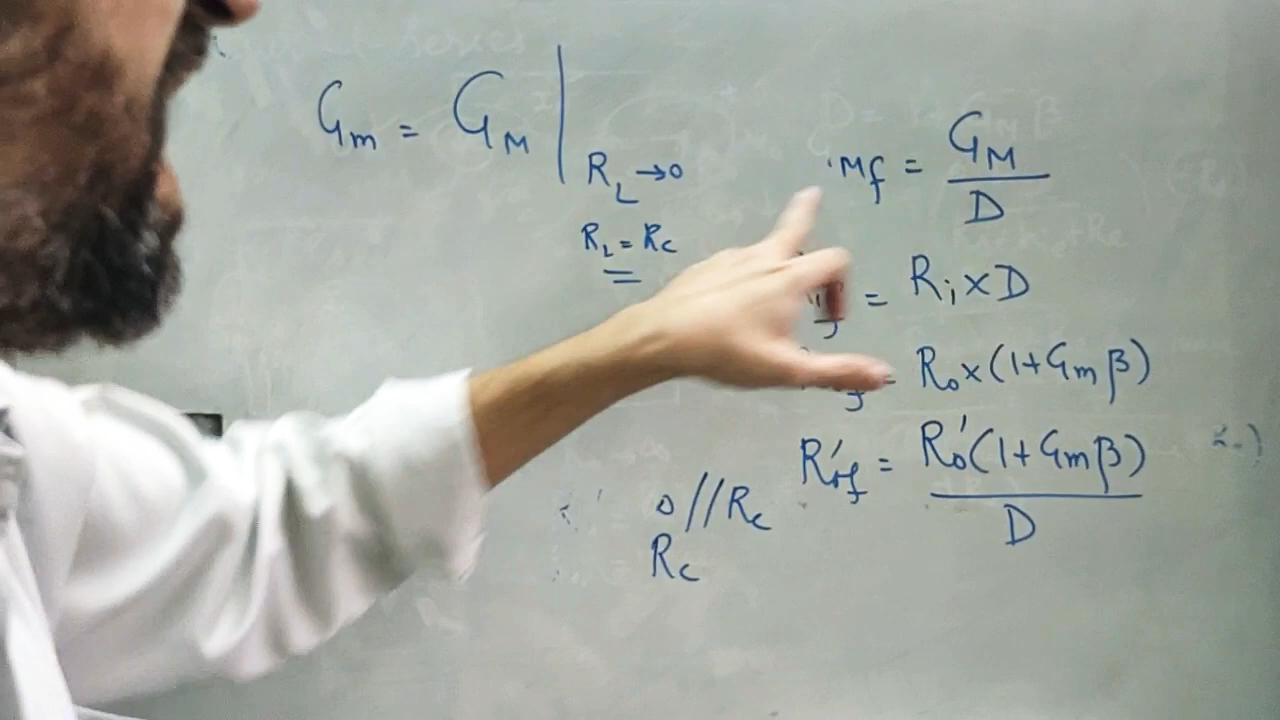 Gm = GM | RL→0
RL = Rc
Mf = GM / D
f = Ri×D
f = Ro×(1+Gmβ)
R'of = R'o(1+Gmβ) / D
0//Rc
Rc